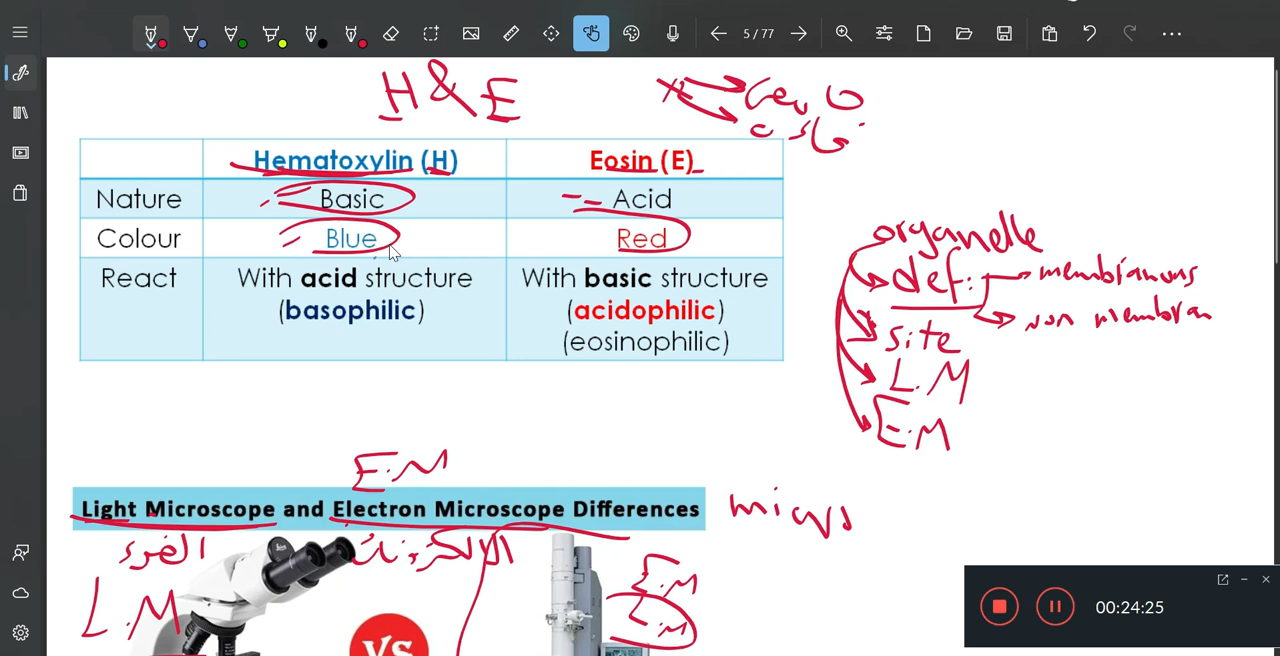 5 / 77
H & E
Hematoxylin (H) Eosin (E)
Nature Basic Acid
Colour Blue Red
React With acid structure With basic structure
(basophilic) (acidophilic)
(eosinophilic)
organelle
def: membranous
non membran
site
L.M
E.M
E.M
Light Microscope and Electron Microscope Differences
micro
L.M
E.M
L.M
VS
00:24:25